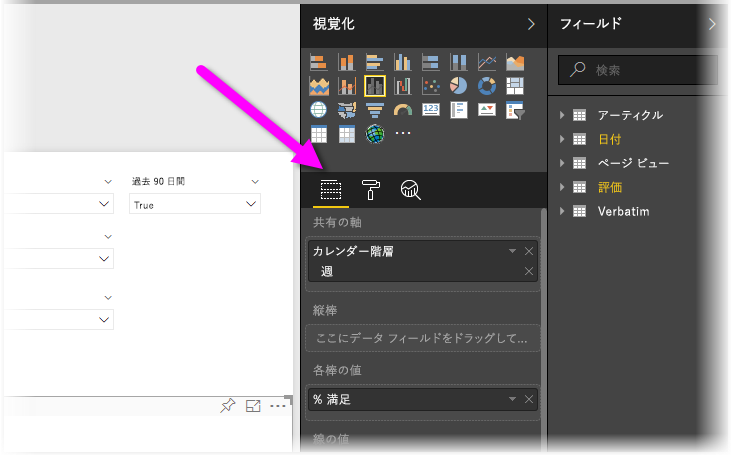 過去 90 日間
True
視覚化
123
共有の軸
カレンダー階層
週
縦棒
ここにデータ フィールドをドラッグして...
各棒の値
% 満足
線の値
フィールド
検索
アーティクル
日付
ページ ビュー
評価
Verbatim